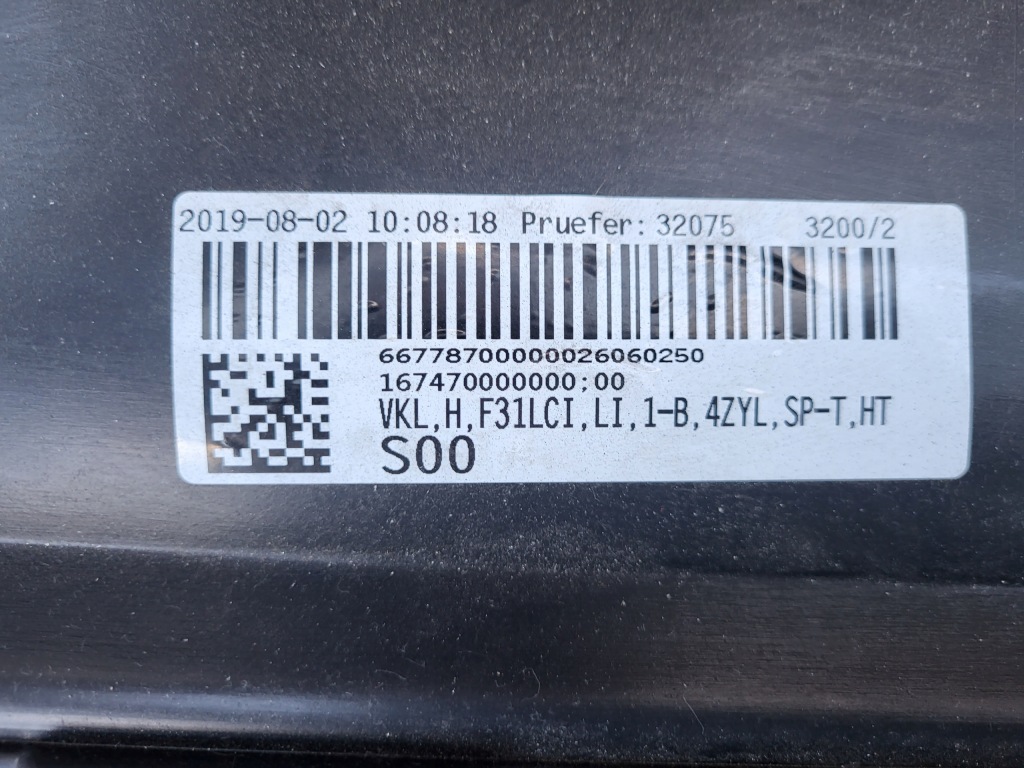 2019-08-02 10:08:18 Pruefer: 32075 3200/2
66778700000026060250
167470000000;00
VKL,H,F31LCI,LI,1-B,4ZYL,SP-T,HT
S00